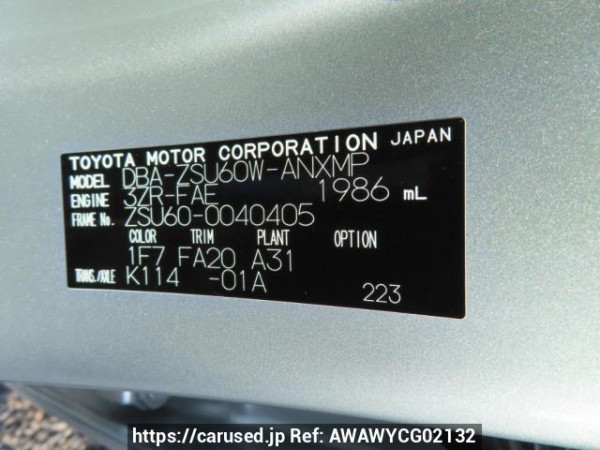 TOYOTA MOTOR CORPORATION JAPAN
MODEL DBA-ZSU60W-ANXMP
ENGINE 3ZR-FAE 1986 mL
FRAME No. ZSU60-0040405
COLOR TRIM PLANT OPTION
1F7 FA20 A31
TRANS./AXLE K114 -01A
223
https://carused.jp Ref: AWAWYCG02132